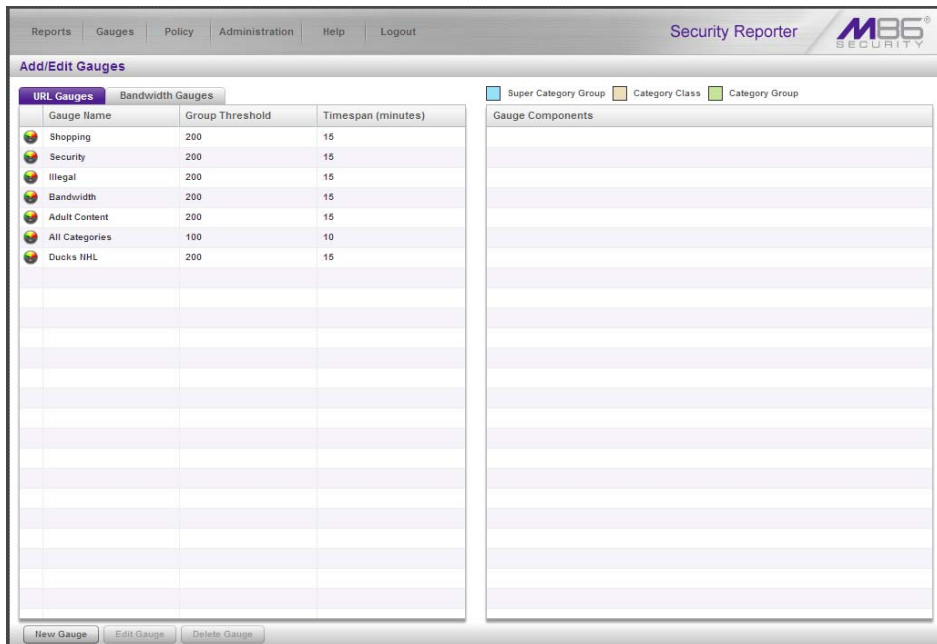 Reports Gauges Policy Administration Help Logout
Security Reporter
M86®
SECURITY
Add/Edit Gauges
URL Gauges Bandwidth Gauges
Gauge Name Group Threshold Timespan (minutes)
Shopping 200 15
Security 200 15
Illegal 200 15
Bandwidth 200 15
Adult Content 200 15
All Categories 100 10
Ducks NHL 200 15
Super Category Group Category Class Category Group
Gauge Components
New Gauge Edit Gauge Delete Gauge